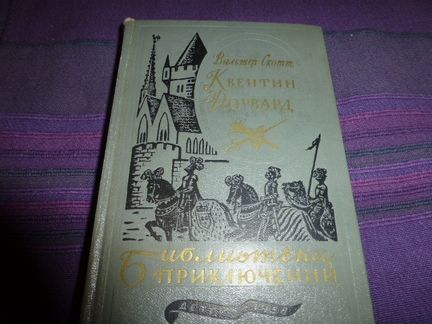 Вальтер Скотт
Квентин
Дорвард
Библиотека
приключений